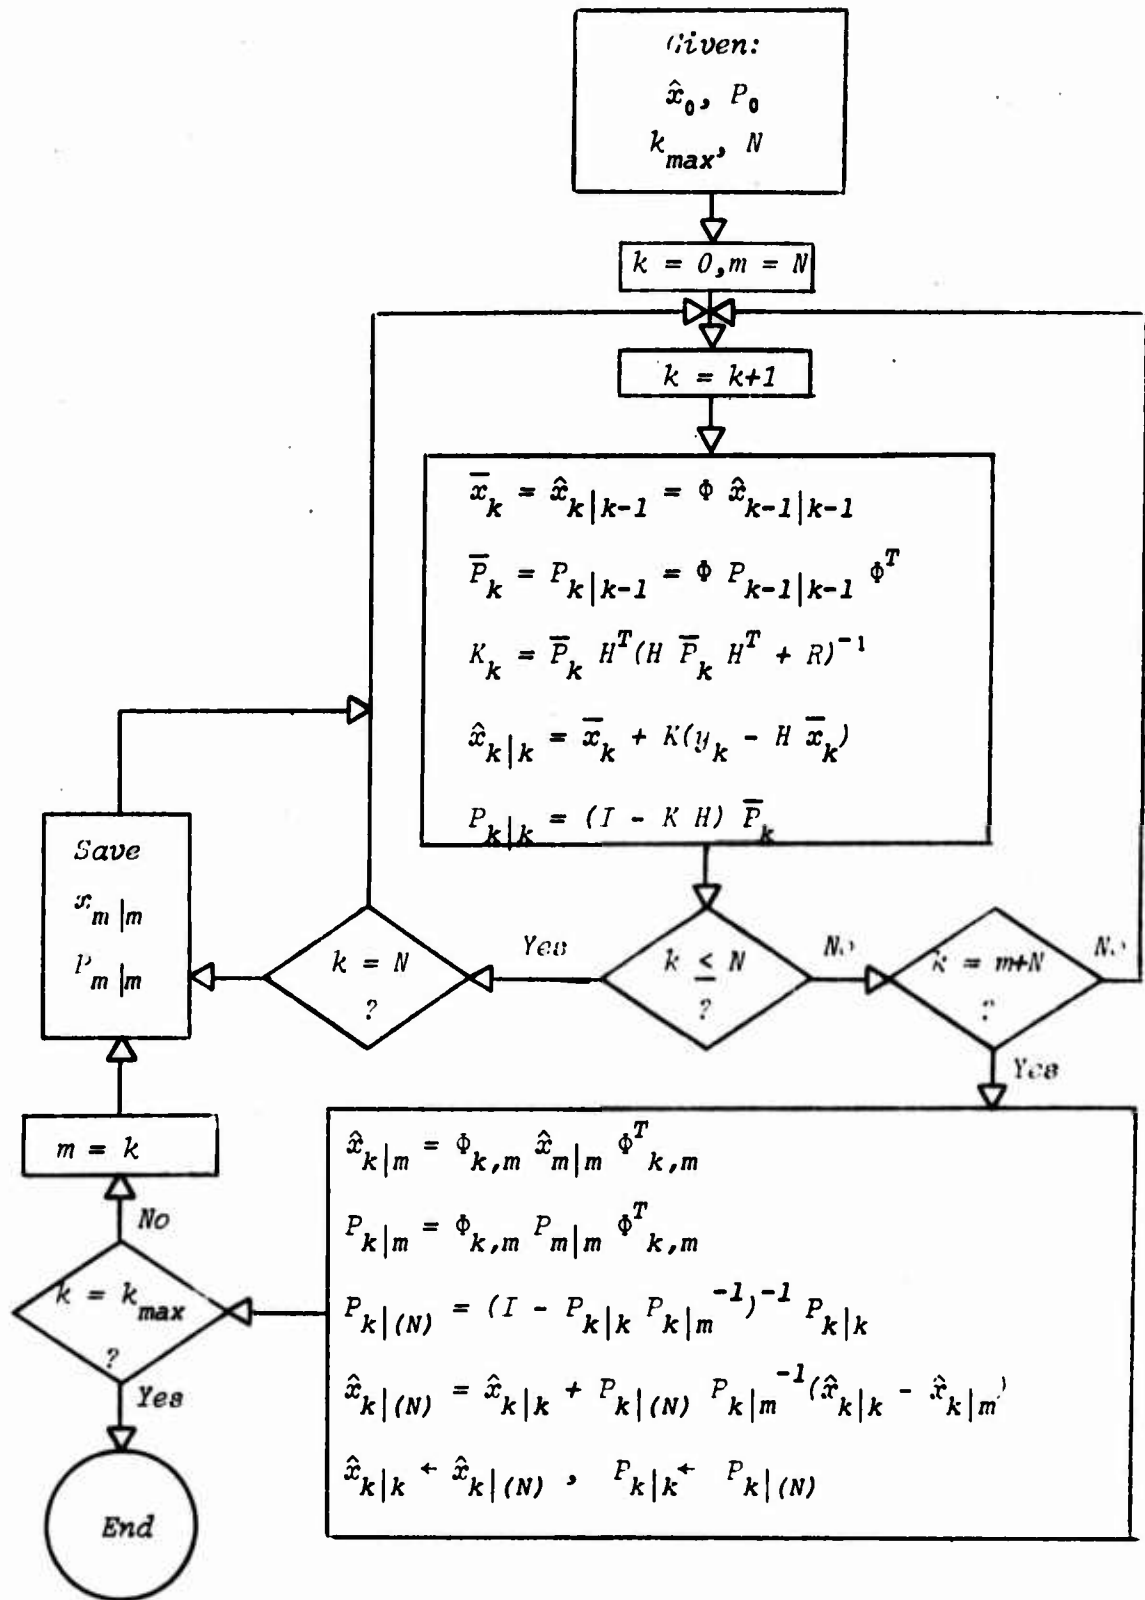 Given:
x̂_0, P_0
k_max, N
k = 0,m = N
k = k+1
x̄_k = x̂_k|k-1 = Φ x̂_k-1|k-1
P̄_k = P_k|k-1 = Φ P_k-1|k-1 Φ^T
K_k = P̄_k H^T(H P̄_k H^T + R)^-1
x̂_k|k = x̄_k + K(y_k - H x̄_k)
P_k|k = (I - K H) P̄_k
Save
x_m|m
P_m|m
k = N
?
Yes
k ≤ N
?
No
k = m+N
?
No
Yes
x̂_k|m = Φ_k,m x̂_m|m Φ^T_k,m
P_k|m = Φ_k,m P_m|m Φ^T_k,m
P_k|(N) = (I - P_k|k P_k|m^-1)^-1 P_k|k
x̂_k|(N) = x̂_k|k + P_k|(N) P_k|m^-1(x̂_k|k - x̂_k|m)
x̂_k|k ← x̂_k|(N) , P_k|k ← P_k|(N)
m = k
No
k = k_max
?
Yes
End